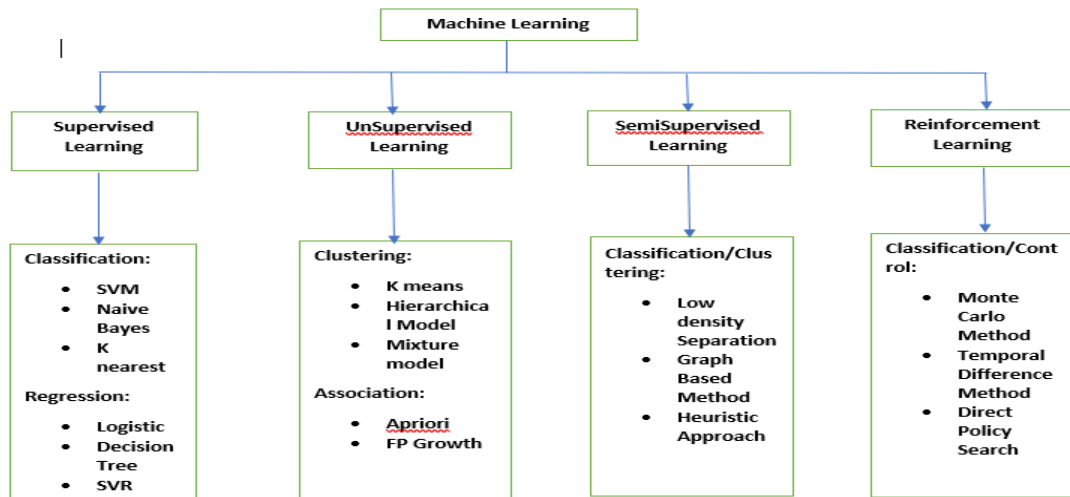 Machine Learning
Supervised
Learning
UnSupervised
Learning
SemiSupervised
Learning
Reinforcement
Learning
Classification:
• SVM
• Naive
Bayes
• K
nearest
Regression:
• Logistic
• Decision
Tree
• SVR
Clustering:
• K means
• Hierarchica
l Model
• Mixture
model
Association:
• Apriori
• FP Growth
Classification/Clus
tering:
• Low
density
Separation
• Graph
Based
Method
• Heuristic
Approach
Classification/Cont
rol:
• Monte
Carlo
Method
• Temporal
Difference
Method
• Direct
Policy
Search